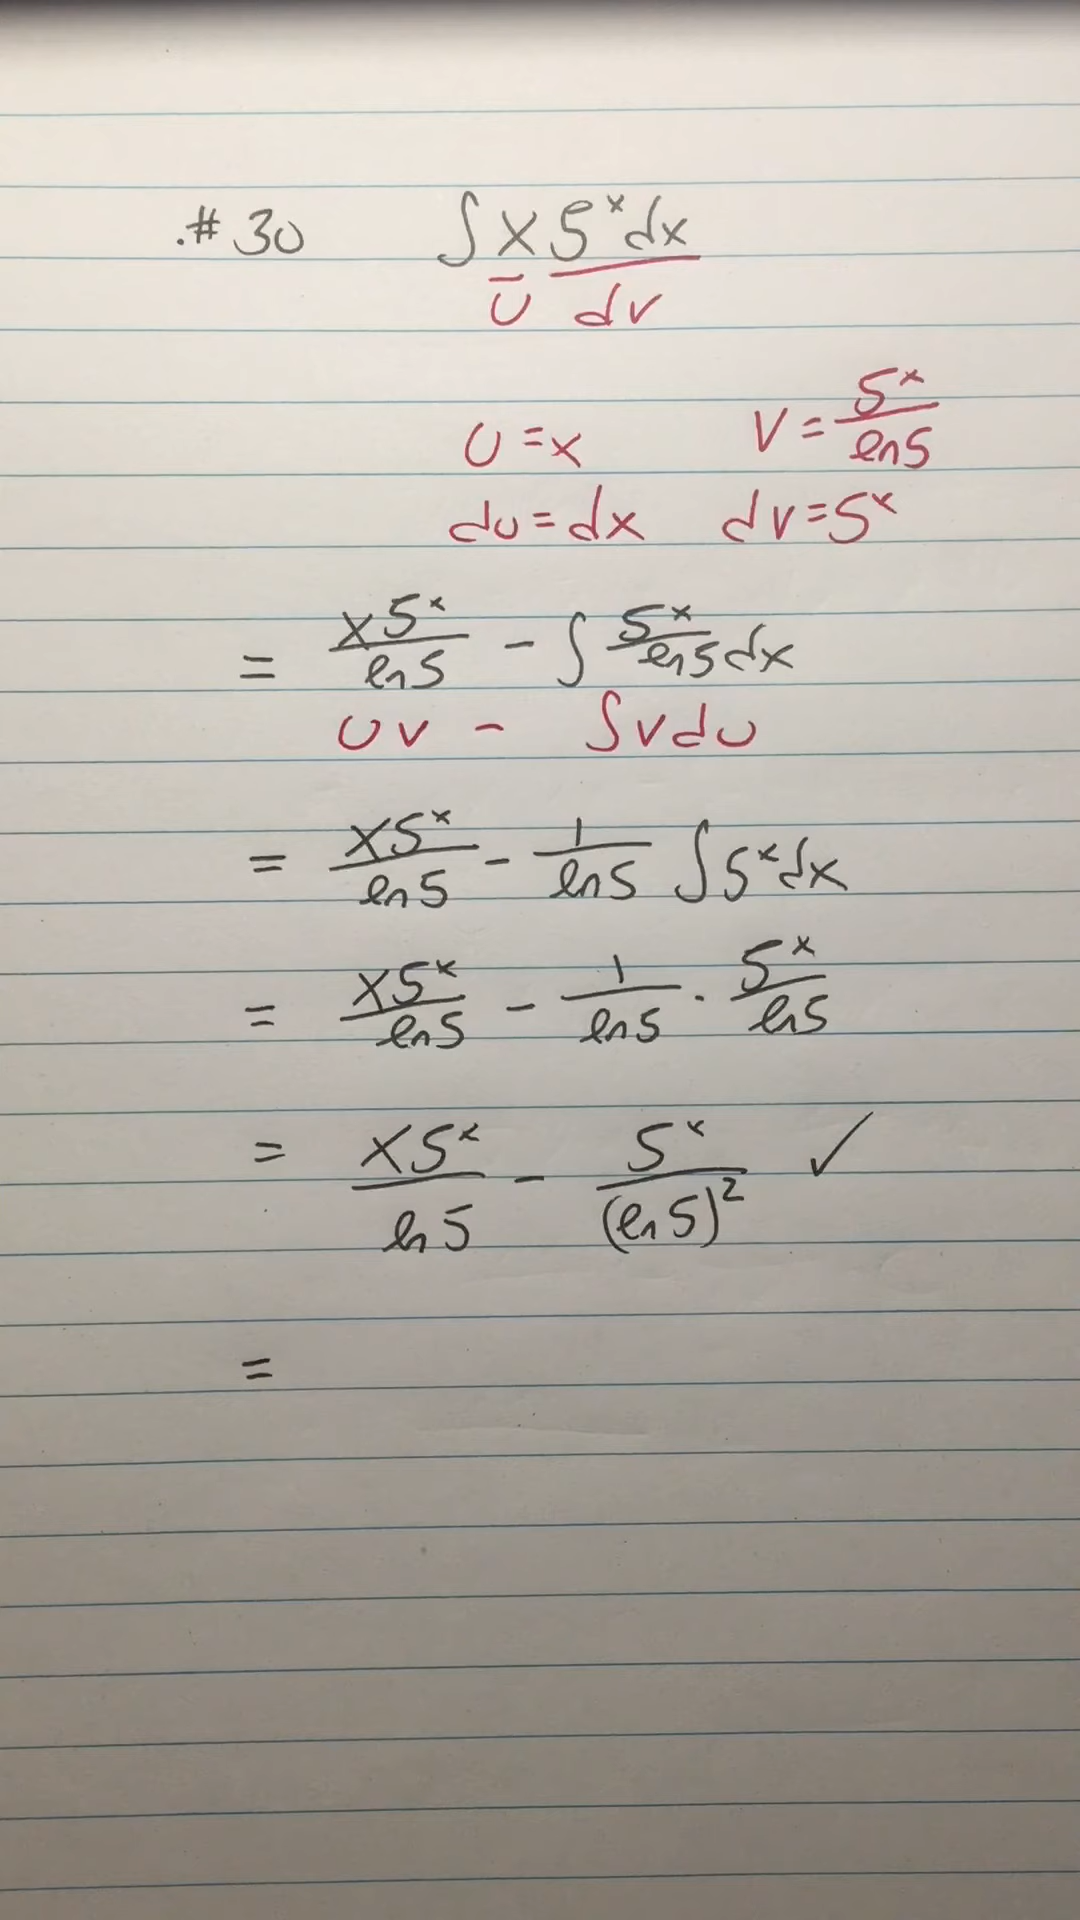 .#30 ∫ x 5^x dx
U dv
U = x V = 5^x/ln5
du = dx dv = 5^x
= x5^x/ln5 - ∫ 5^x/ln5 dx
UV - ∫vdu
= x5^x/ln5 - 1/ln5 ∫ 5^x dx
= x5^x/ln5 - 1/ln5 · 5^x/ln5
= x5^x/ln5 - 5^x/(ln5)^2 ✓
=